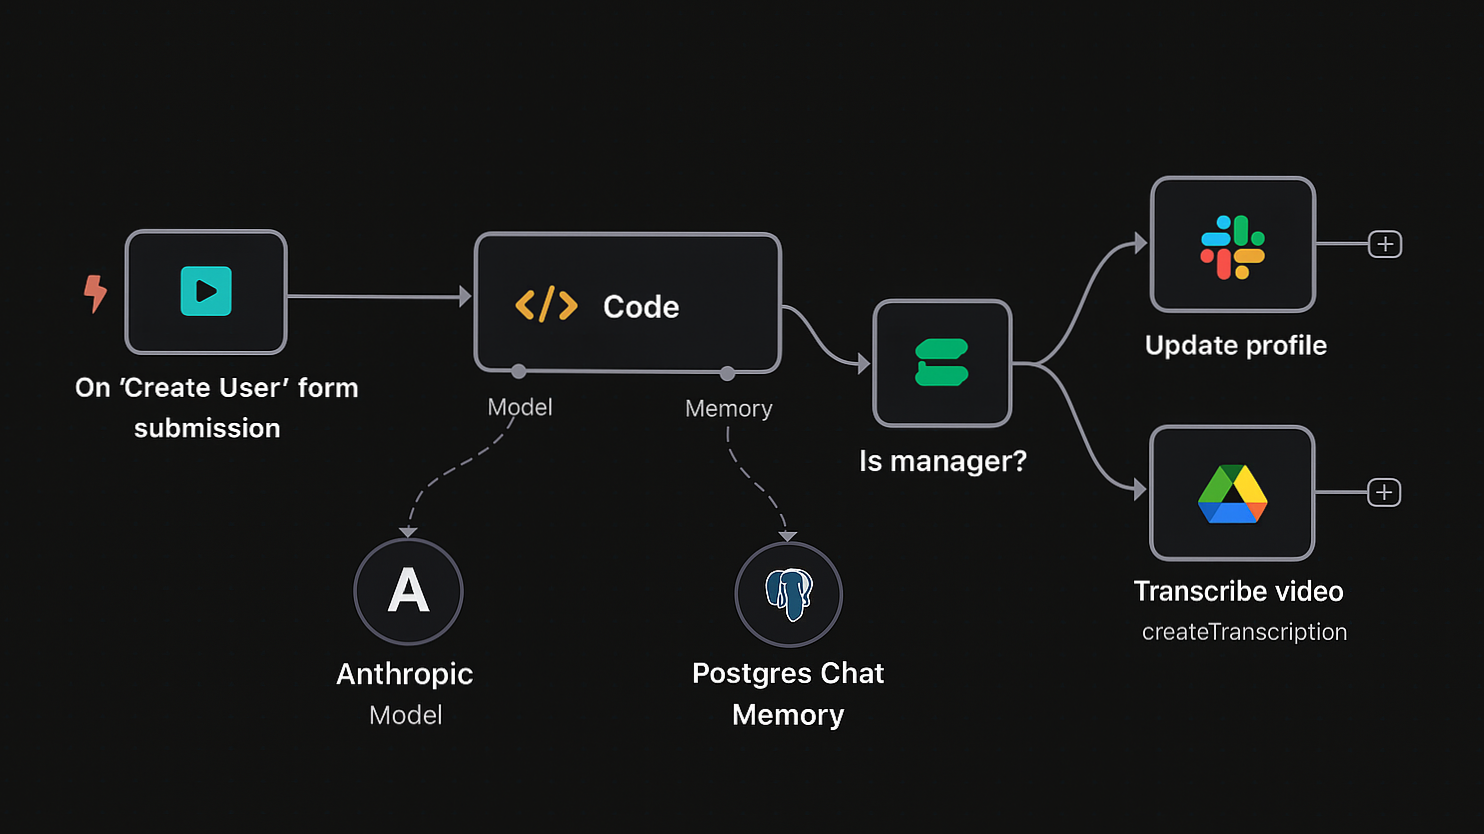 On 'Create User' form
submission
Code
Model
Memory
A
Anthropic
Model
Postgres Chat
Memory
Is manager?
Update profile
Transcribe video
createTranscription